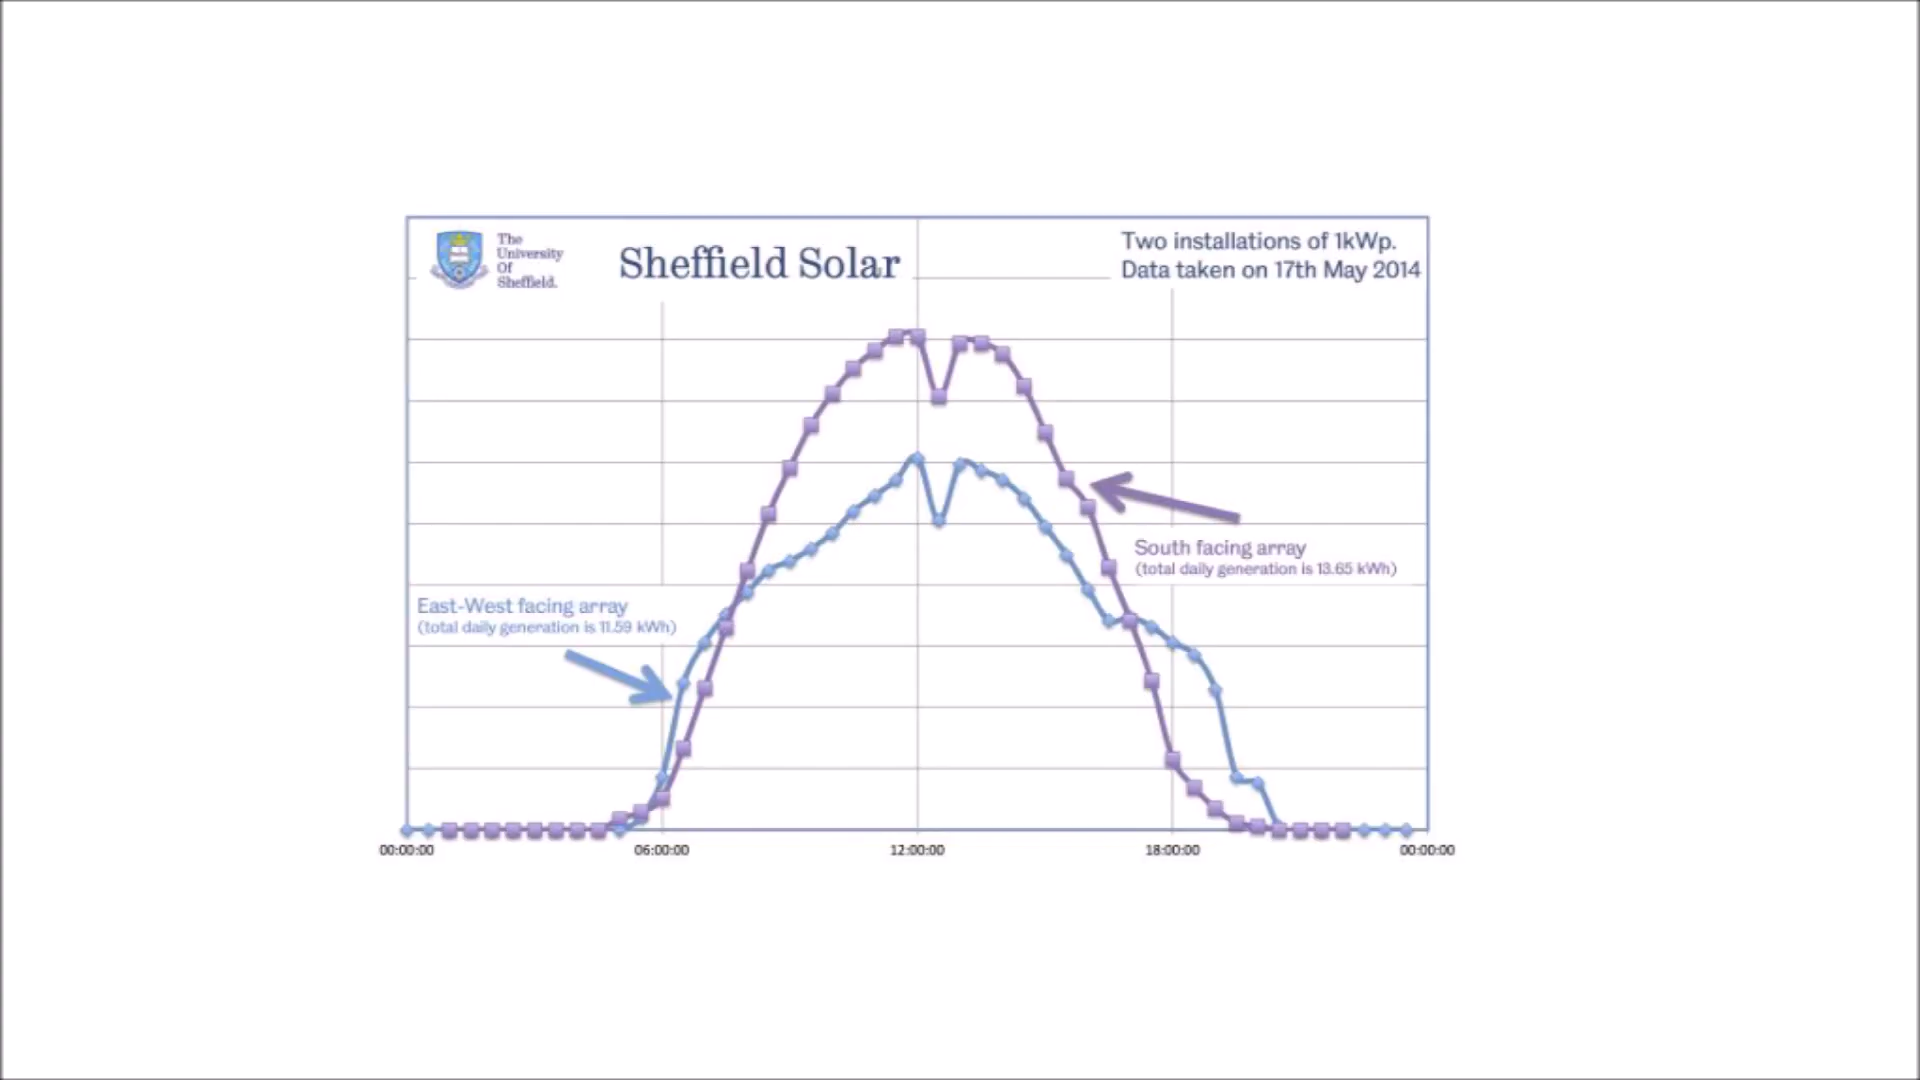 The
University
Of
Sheffield.
Sheffield Solar
Two installations of 1kWp.
Data taken on 17th May 2014
South facing array
(total daily generation is 13.65 kWh)
East-West facing array
(total daily generation is 11.59 kWh)
00:00:00 06:00:00 12:00:00 18:00:00 00:00:00